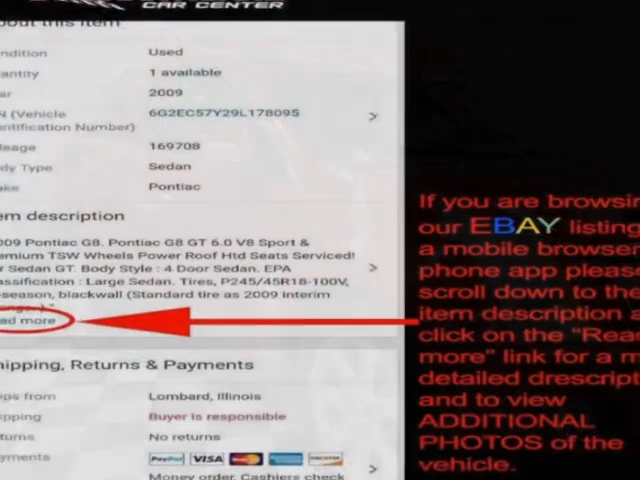 CAR CENTER
bout this item
ndition Used
antity 1 available
ar 2009
N (Vehicle 6G2EC57Y29L178095
entification Number)
leage 169708
dy Type Sedan
ake Pontiac
em description
009 Pontiac G8. Pontiac G8 GT 6.0 V8 Sport &
remium TSW Wheels Power Roof Htd Seats Serviced!
r Sedan GT. Body Style : 4 Door Sedan. EPA
assification : Large Sedan. Tires, P245/45R18-100V,
-season, blackwall (Standard tire as 2009 interim
ad more
hipping, Returns & Payments
ips from Lombard, Illinois
ipping Buyer is responsible
turns No returns
yments PayPal VISA DISCOVER
Money order, Cashiers check
If you are browsin
our EBAY listing
a mobile browser
phone app please
scroll down to the
item description a
click on the "Read
more" link for a m
detailed drescript
and to view
ADDITIONAL
PHOTOS of the
vehicle.